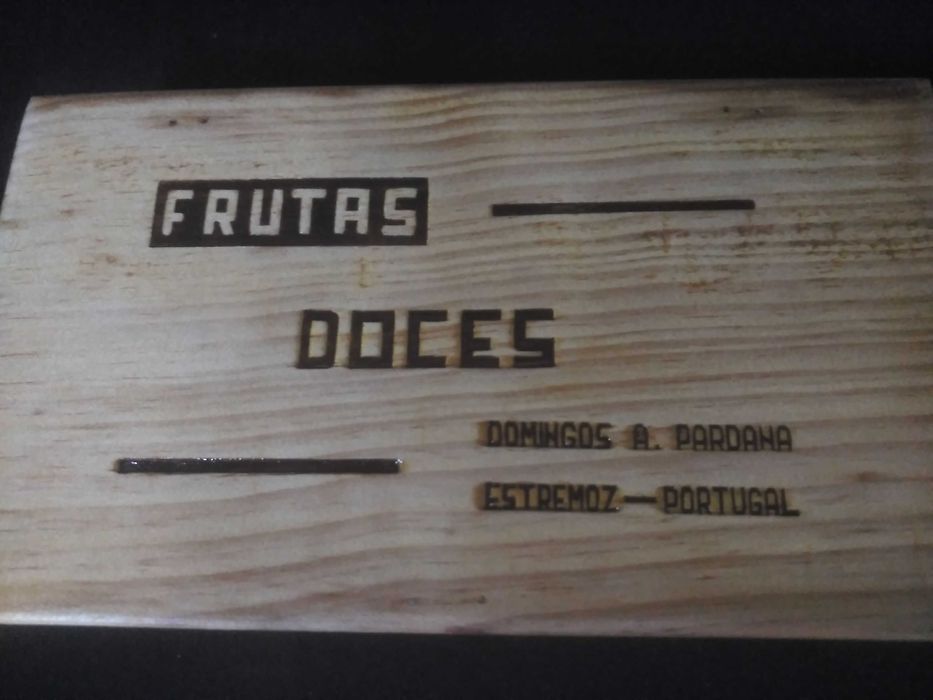 FRUTAS
DOCES
DOMINGOS A. PARDANA
ESTREMOZ — PORTUGAL